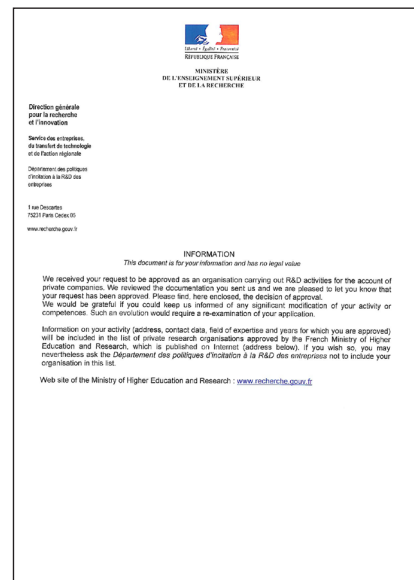 Liberté • Égalité • Fraternité
RÉPUBLIQUE FRANÇAISE
MINISTÈRE
DE L'ENSEIGNEMENT SUPÉRIEUR
ET DE LA RECHERCHE
Direction générale
pour la recherche
et l'innovation
Service des entreprises,
du transfert de technologie
et de l'action régionale
Département des politiques
d'incitation à la R&D des
entreprises
1 rue Descartes
75231 Paris Cedex 05
www.recherche.gouv.fr
INFORMATION
This document is for your information and has no legal value
We received your request to be approved as an organisation carrying out R&D activities for the account of
private companies. We reviewed the documentation you sent us and we are pleased to let you know that
your request has been approved. Please find, here enclosed, the decision of approval.
We would be grateful if you could keep us informed of any significant modification of your activity or
competences. Such an evolution would require a re-examination of your application.
Information on your activity (address, contact data, field of expertise and years for which you are approved)
will be included in the list of private research organisations approved by the French Ministry of Higher
Education and Research, which is published on Internet (address below). If you wish so, you may
nevertheless ask the Département des politiques d'incitation à la R&D des entreprises not to include your
organisation in this list.
Web site of the Ministry of Higher Education and Research : www.recherche.gouv.fr